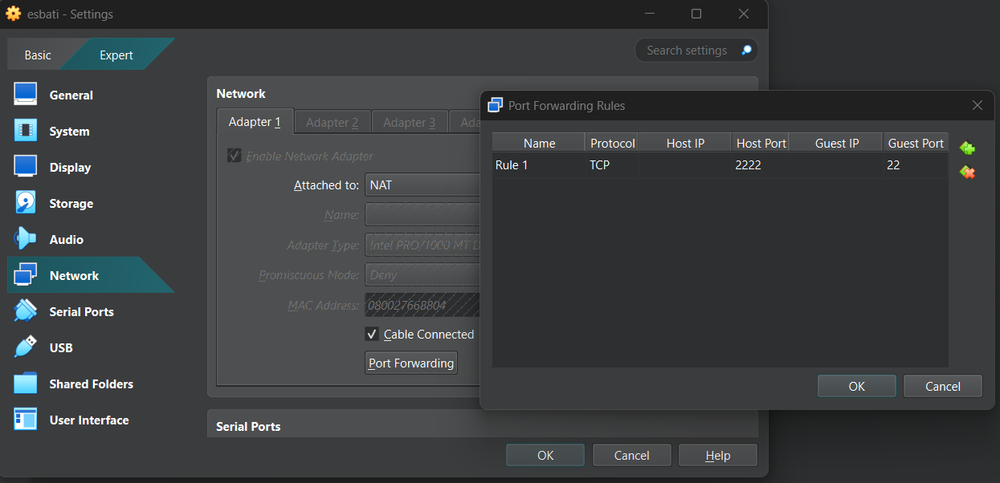 esbati - Settings
Basic
Expert
Search settings
General
System
Display
Storage
Audio
Network
Serial Ports
USB
Shared Folders
User Interface
Network
Adapter 1
Adapter 2
Adapter 3
Ada
Enable Network Adapter
Attached to: NAT
Name:
Adapter Type: Intel PRO/1000 MT D
Promiscuous Mode: Deny
MAC Address: 080027668804
Cable Connected
Port Forwarding
Serial Ports
OK Cancel Help
Port Forwarding Rules
Name Protocol Host IP Host Port Guest IP Guest Port
Rule 1 TCP 2222 22
OK Cancel